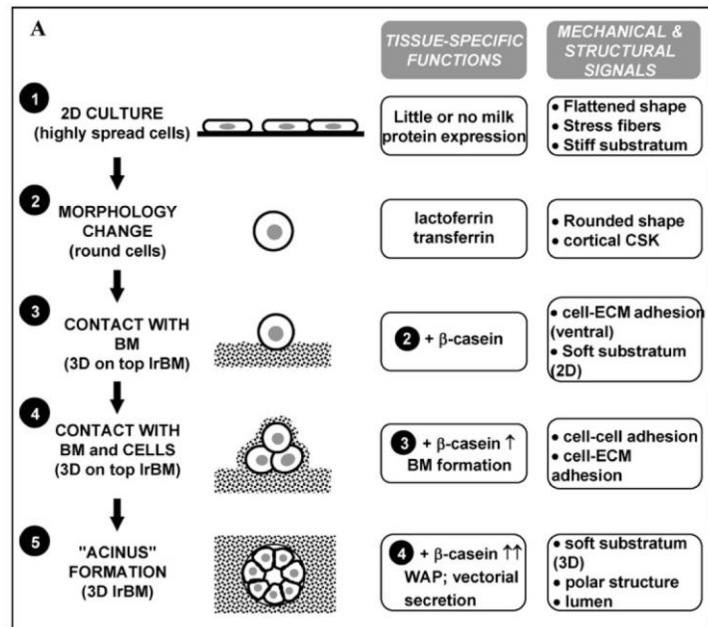 A
TISSUE-SPECIFIC
FUNCTIONS
MECHANICAL &
STRUCTURAL
SIGNALS
1
2D CULTURE
(highly spread cells)
Little or no milk
protein expression
• Flattened shape
• Stress fibers
• Stiff substratum
2
MORPHOLOGY
CHANGE
(round cells)
lactoferrin
transferrin
• Rounded shape
• cortical CSK
3
CONTACT WITH
BM
(3D on top lrBM)
2 + β-casein
• cell-ECM adhesion
(ventral)
• Soft substratum
(2D)
4
CONTACT WITH
BM and CELLS
(3D on top lrBM)
3 + β-casein ↑
BM formation
• cell-cell adhesion
• cell-ECM
adhesion
5
"ACINUS"
FORMATION
(3D lrBM)
4 + β-casein ↑↑
WAP; vectorial
secretion
• soft substratum
(3D)
• polar structure
• lumen